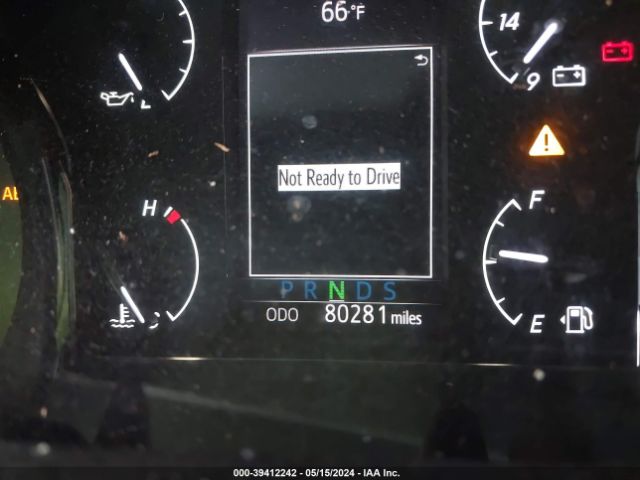 66°F
14
9
L
Not Ready to Drive
H
F
P R N D S
E
ODO 80281 miles
000-39412242 - 05/15/2024 - IAA Inc.